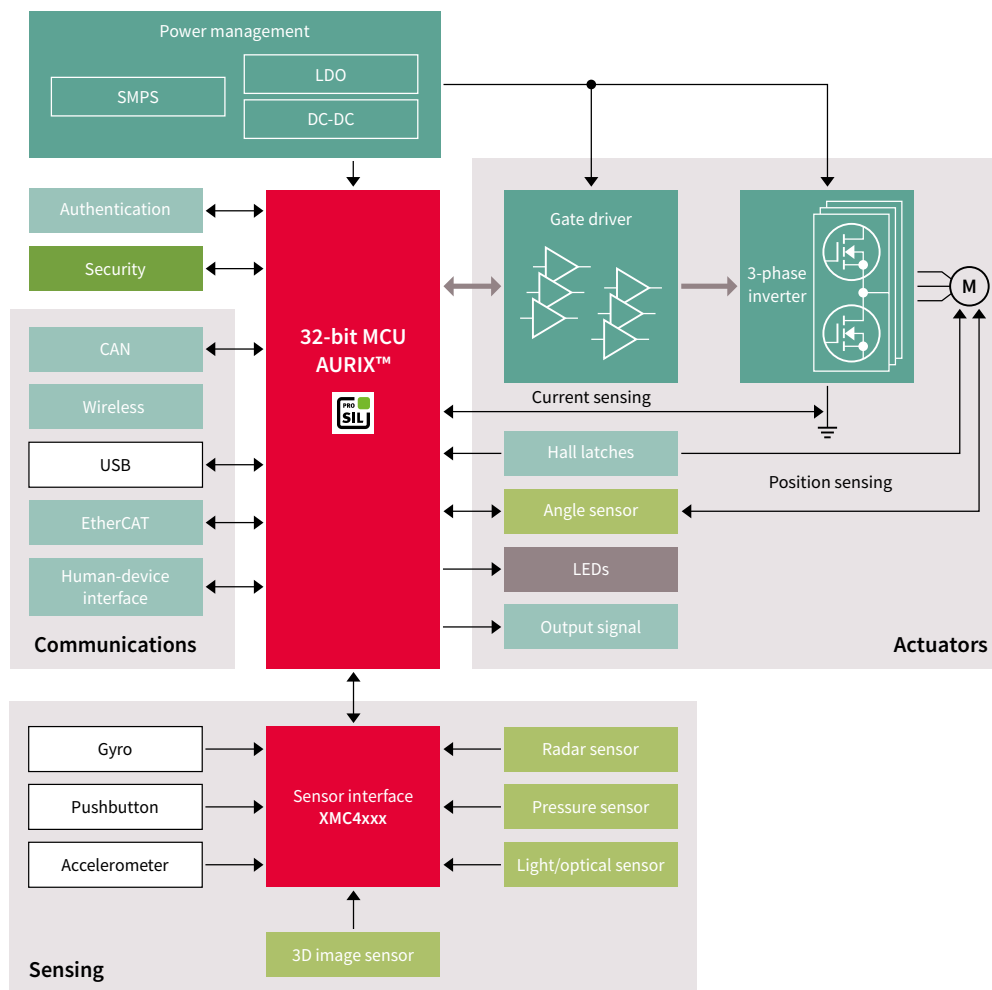 Power management
SMPS
LDO
DC-DC
Authentication
Security
CAN
Wireless
USB
EtherCAT
Human-device
interface
Communications
32-bit MCU
AURIX™
PRO
SIL
Gate driver
3-phase
inverter
M
Current sensing
Hall latches
Position sensing
Angle sensor
LEDs
Output signal
Actuators
Gyro
Pushbutton
Accelerometer
Sensor interface
XMC4xxx
Radar sensor
Pressure sensor
Light/optical sensor
3D image sensor
Sensing